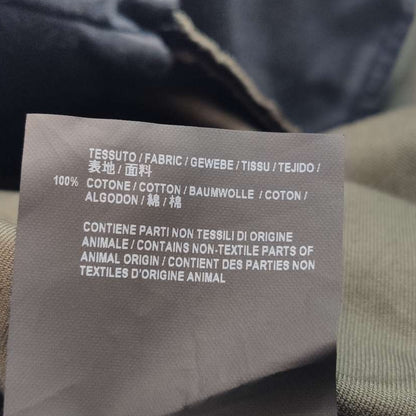 TESSUTO / FABRIC / GEWEBE / TISSU / TEJIDO /
表地 / 面料
100% COTONE / COTTON / BAUMWOLLE / COTON /
ALGODON / 綿 / 棉
CONTIENE PARTI NON TESSILI DI ORIGINE
ANIMALE / CONTAINS NON-TEXTILE PARTS OF
ANIMAL ORIGIN / CONTIENT DES PARTIES NON
TEXTILES D'ORIGINE ANIMAL